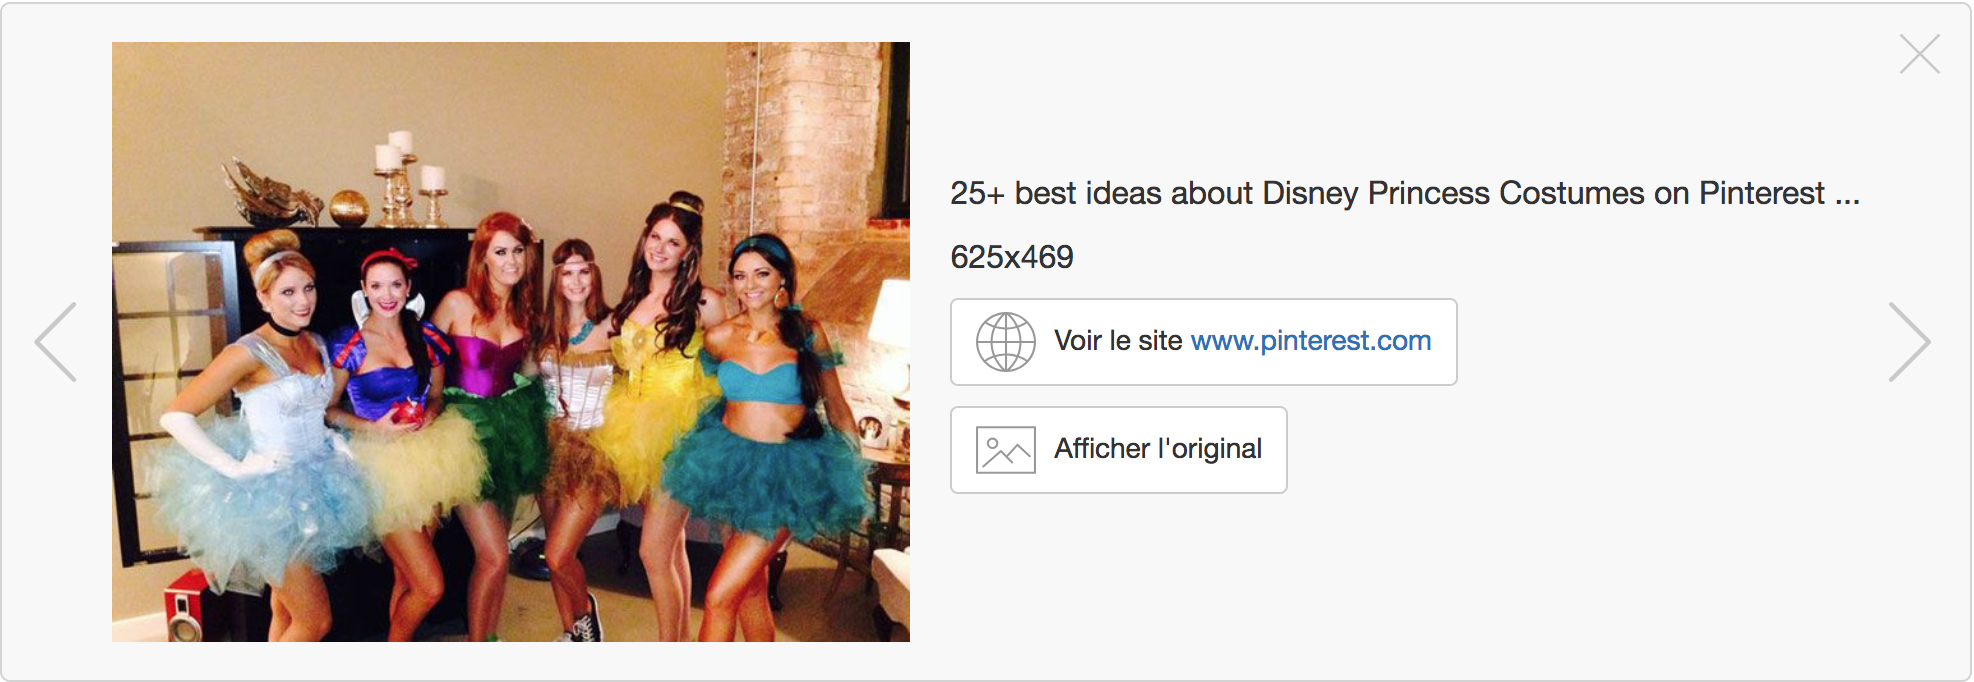 25+ best ideas about Disney Princess Costumes on Pinterest ...
625x469
Voir le site www.pinterest.com
Afficher l'original